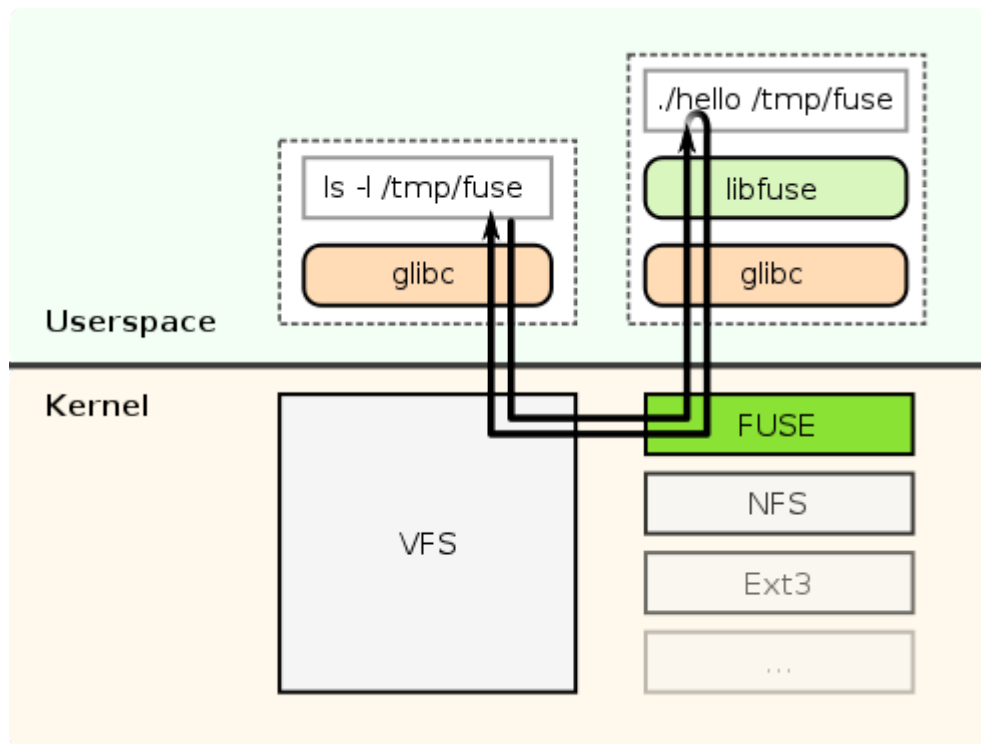 ./hello /tmp/fuse
ls -l /tmp/fuse
libfuse
glibc
glibc
Userspace
Kernel
FUSE
NFS
VFS
Ext3
...